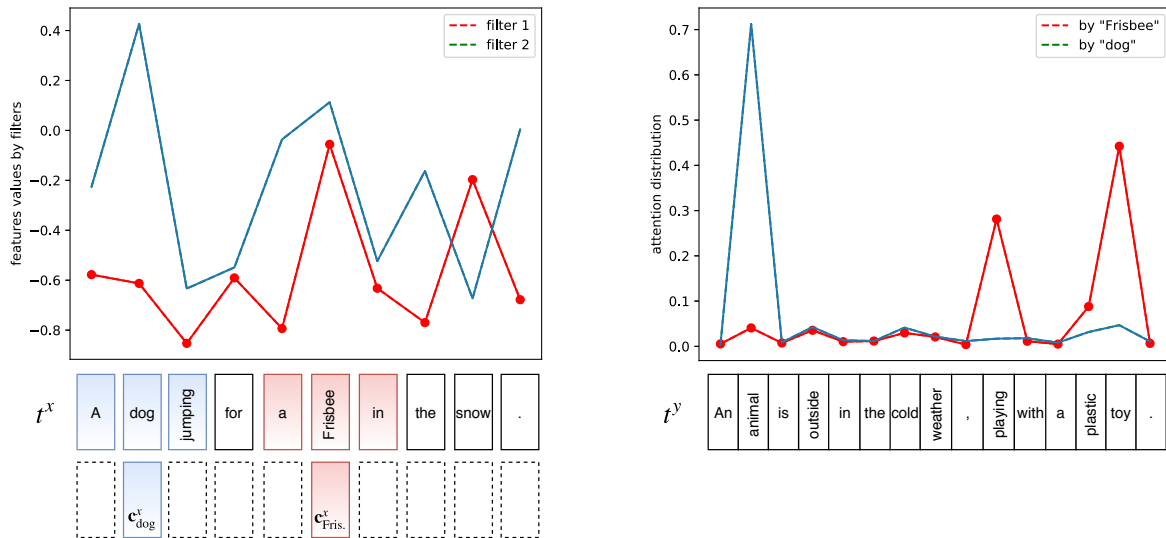 filter 1
filter 2
features values by filters
0.4
0.2
0.0
−0.2
−0.4
−0.6
−0.8
t^x A dog jumping for a Frisbee in the snow .
c^x_dog c^x_Fris.
by "Frisbee"
by "dog"
attention distribution
0.7
0.6
0.5
0.4
0.3
0.2
0.1
0.0
t^y An animal is outside in the cold weather , playing with a plastic toy .